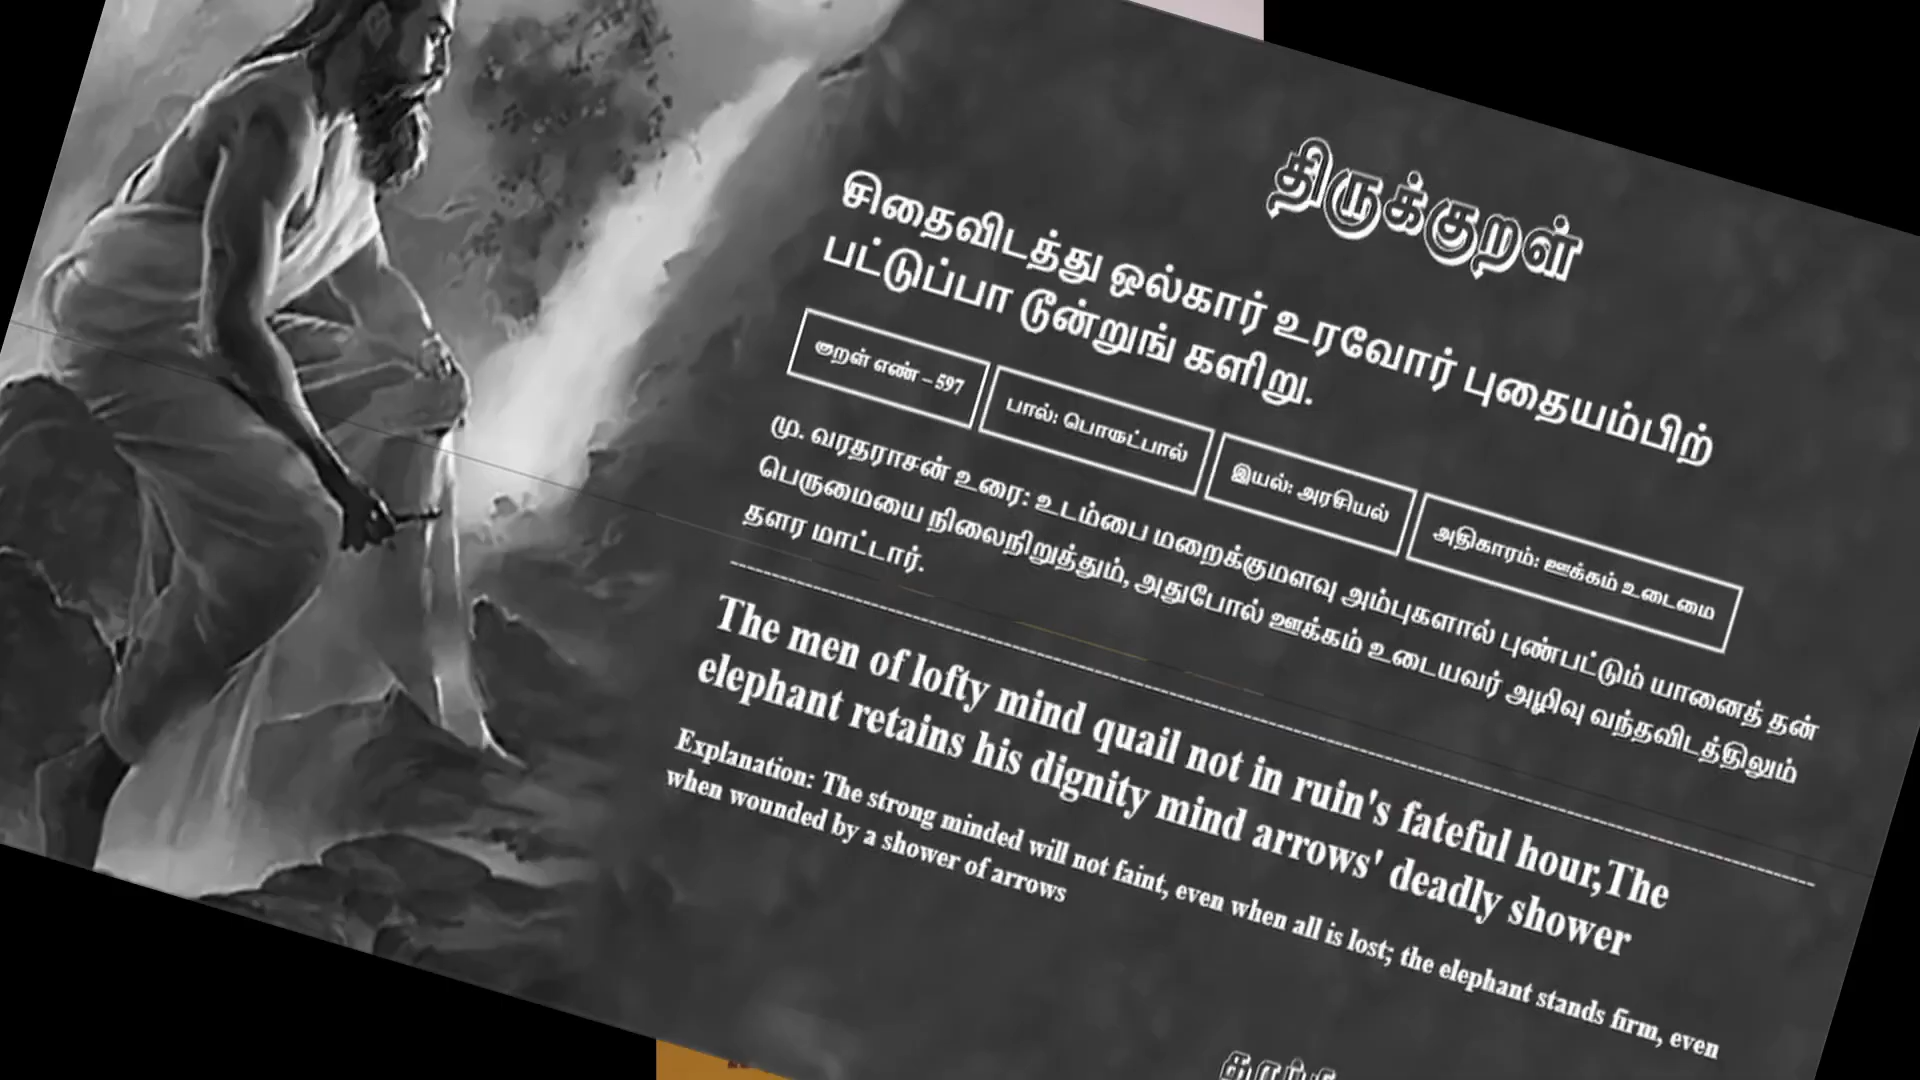 திருக்குறள்
சிதைவிடத்து ஒல்கார் உரவோர் புதையம்பிற்
பட்டுப்பா டூன்றுங் களிறு.
குறள் எண் – 597
பால்: பொருட்பால்
இயல்: அரசியல்
அதிகாரம்: ஊக்கம் உடைமை
மு. வரதராசன் உரை: உடம்பை மறைக்குமளவு அம்புகளால் புண்பட்டும் யானைத் தன்
பெருமையை நிலைநிறுத்தும், அதுபோல் ஊக்கம் உடையவர் அழிவு வந்தவிடத்திலும்
தளர மாட்டார்.
The men of lofty mind quail not in ruin's fateful hour,The
elephant retains his dignity mind arrows' deadly shower
Explanation: The strong minded will not faint, even when all is lost; the elephant stands firm, even
when wounded by a shower of arrows